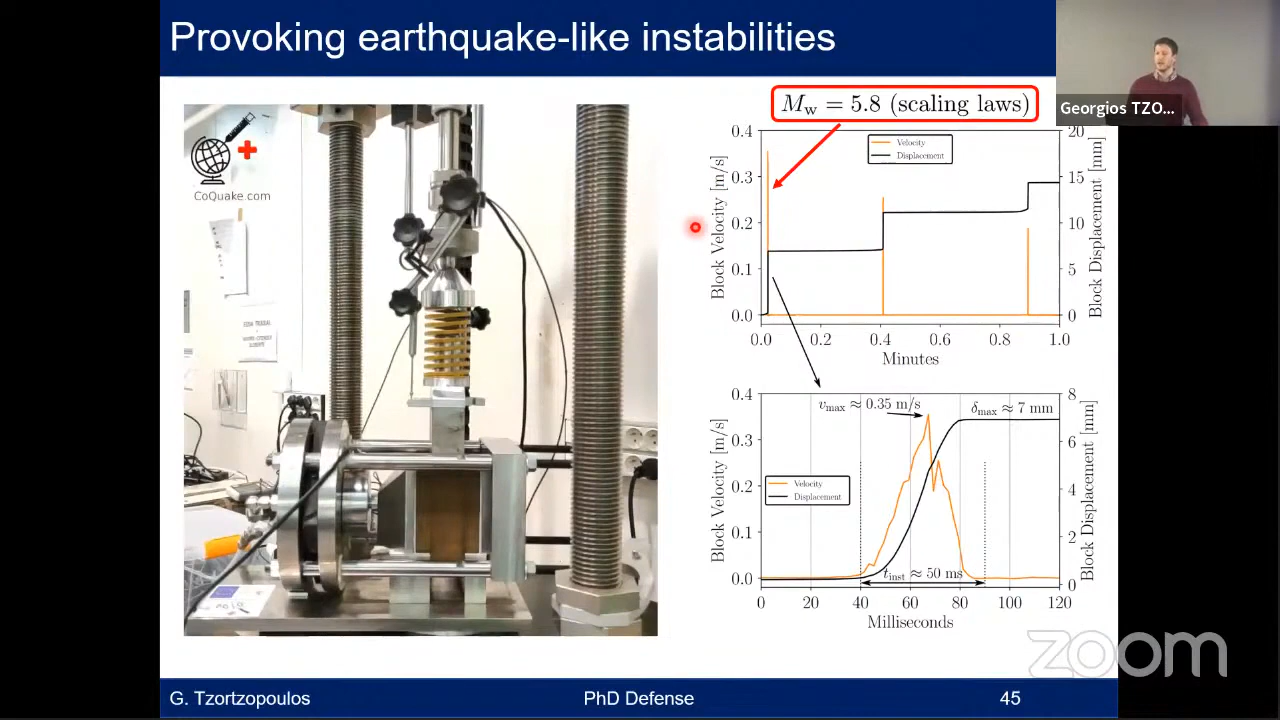 Provoking earthquake-like instabilities
Georgios TZO...
CoQuake.com
M_w = 5.8 (scaling laws)
0.4
0.3
0.2
0.1
0.0
Block Velocity [m/s]
Velocity
Displacement
20
15
10
5
0
Block Displacement [mm]
0.0 0.2 0.4 0.6 0.8 1.0
Minutes
0.4
0.3
0.2
0.1
0.0
Block Velocity [m/s]
v_max ≈ 0.35 m/s
δ_max ≈ 7 mm
Velocity
Displacement
t_inst ≈ 50 ms
8
6
4
2
0
Block Displacement [mm]
0 20 40 60 80 100 120
Milliseconds
zoom
G. Tzortzopoulos PhD Defense 45